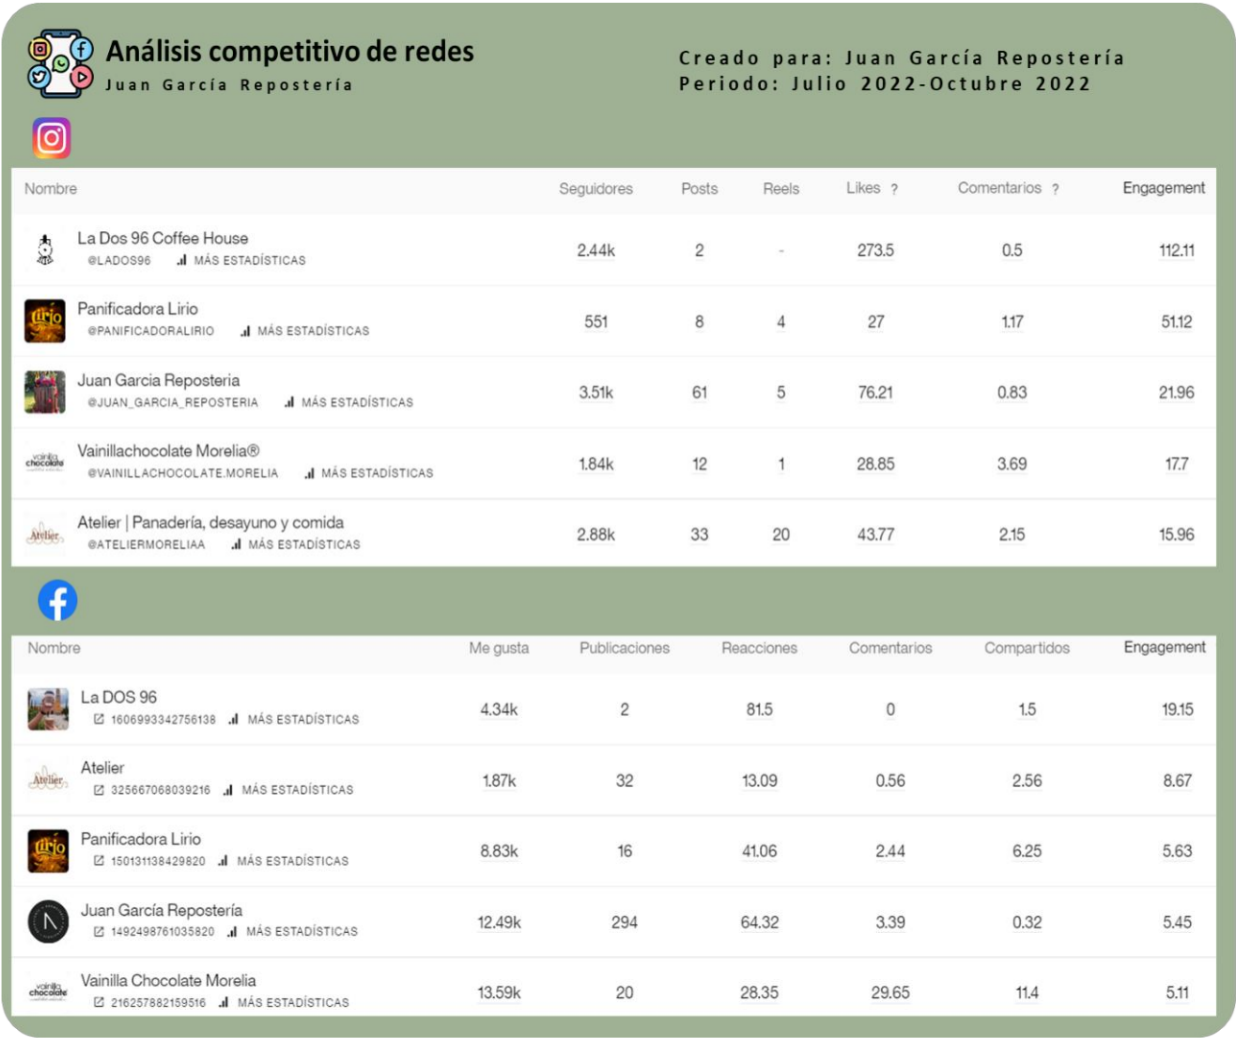 Análisis competitivo de redes
Juan García Repostería
Creado para: Juan García Repostería
Periodo: Julio 2022-Octubre 2022
Nombre Seguidores Posts Reels Likes ? Comentarios ? Engagement
La Dos 96 Coffee House
@LADOS96 MÁS ESTADÍSTICAS
2.44k 2 - 273.5 0.5 112.11
Panificadora Lirio
@PANIFICADORALIRIO MÁS ESTADÍSTICAS
551 8 4 27 1.17 51.12
Juan Garcia Reposteria
@JUAN_GARCIA_REPOSTERIA MÁS ESTADÍSTICAS
3.51k 61 5 76.21 0.83 21.96
Vainillachocolate Morelia®
@VAINILLACHOCOLATE.MORELIA MÁS ESTADÍSTICAS
1.84k 12 1 28.85 3.69 17.7
Atelier | Panadería, desayuno y comida
@ATELIERMORELIAA MÁS ESTADÍSTICAS
2.88k 33 20 43.77 2.15 15.96
Nombre Me gusta Publicaciones Reacciones Comentarios Compartidos Engagement
La DOS 96
1606993342756138 MÁS ESTADÍSTICAS
4.34k 2 81.5 0 1.5 19.15
Atelier
325667068039216 MÁS ESTADÍSTICAS
1.87k 32 13.09 0.56 2.56 8.67
Panificadora Lirio
150131138429820 MÁS ESTADÍSTICAS
8.83k 16 41.06 2.44 6.25 5.63
Juan García Repostería
1492498761035820 MÁS ESTADÍSTICAS
12.49k 294 64.32 3.39 0.32 5.45
Vainilla Chocolate Morelia
216257882159516 MÁS ESTADÍSTICAS
13.59k 20 28.35 29.65 11.4 5.11